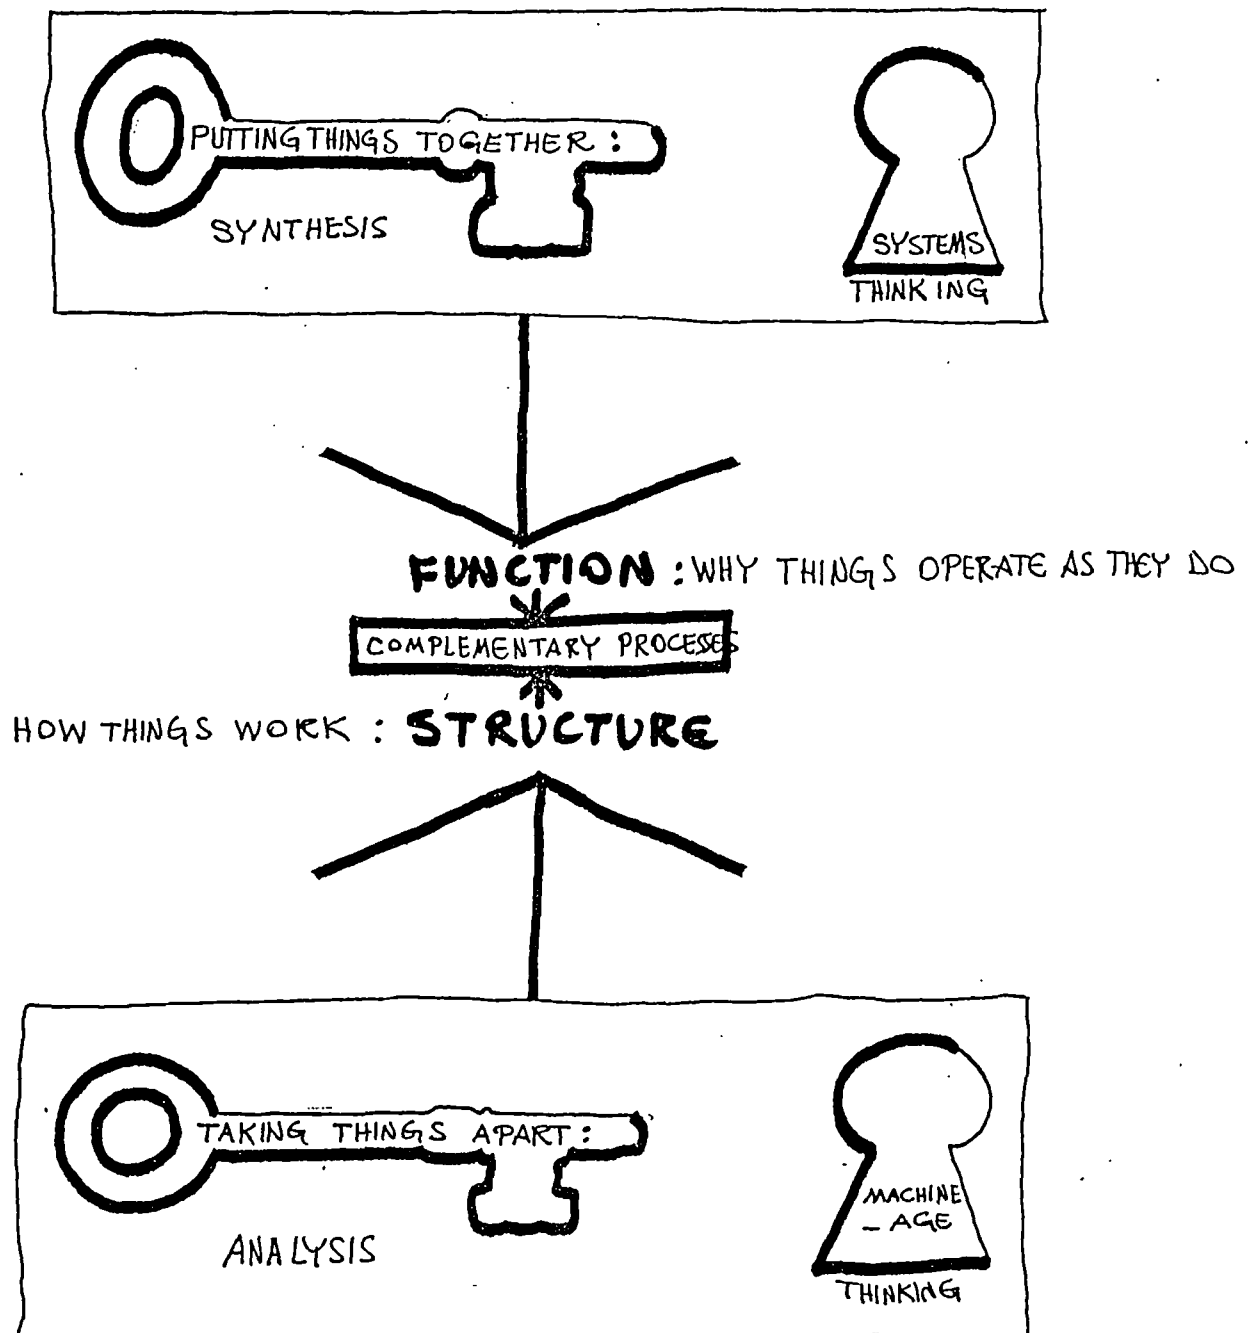 PUTTING THINGS TOGETHER :
SYNTHESIS
SYSTEMS
THINKING
FUNCTION : WHY THINGS OPERATE AS THEY DO
COMPLEMENTARY PROCESSES
HOW THINGS WORK : STRUCTURE
TAKING THINGS APART :
ANALYSIS
MACHINE
- AGE
THINKING